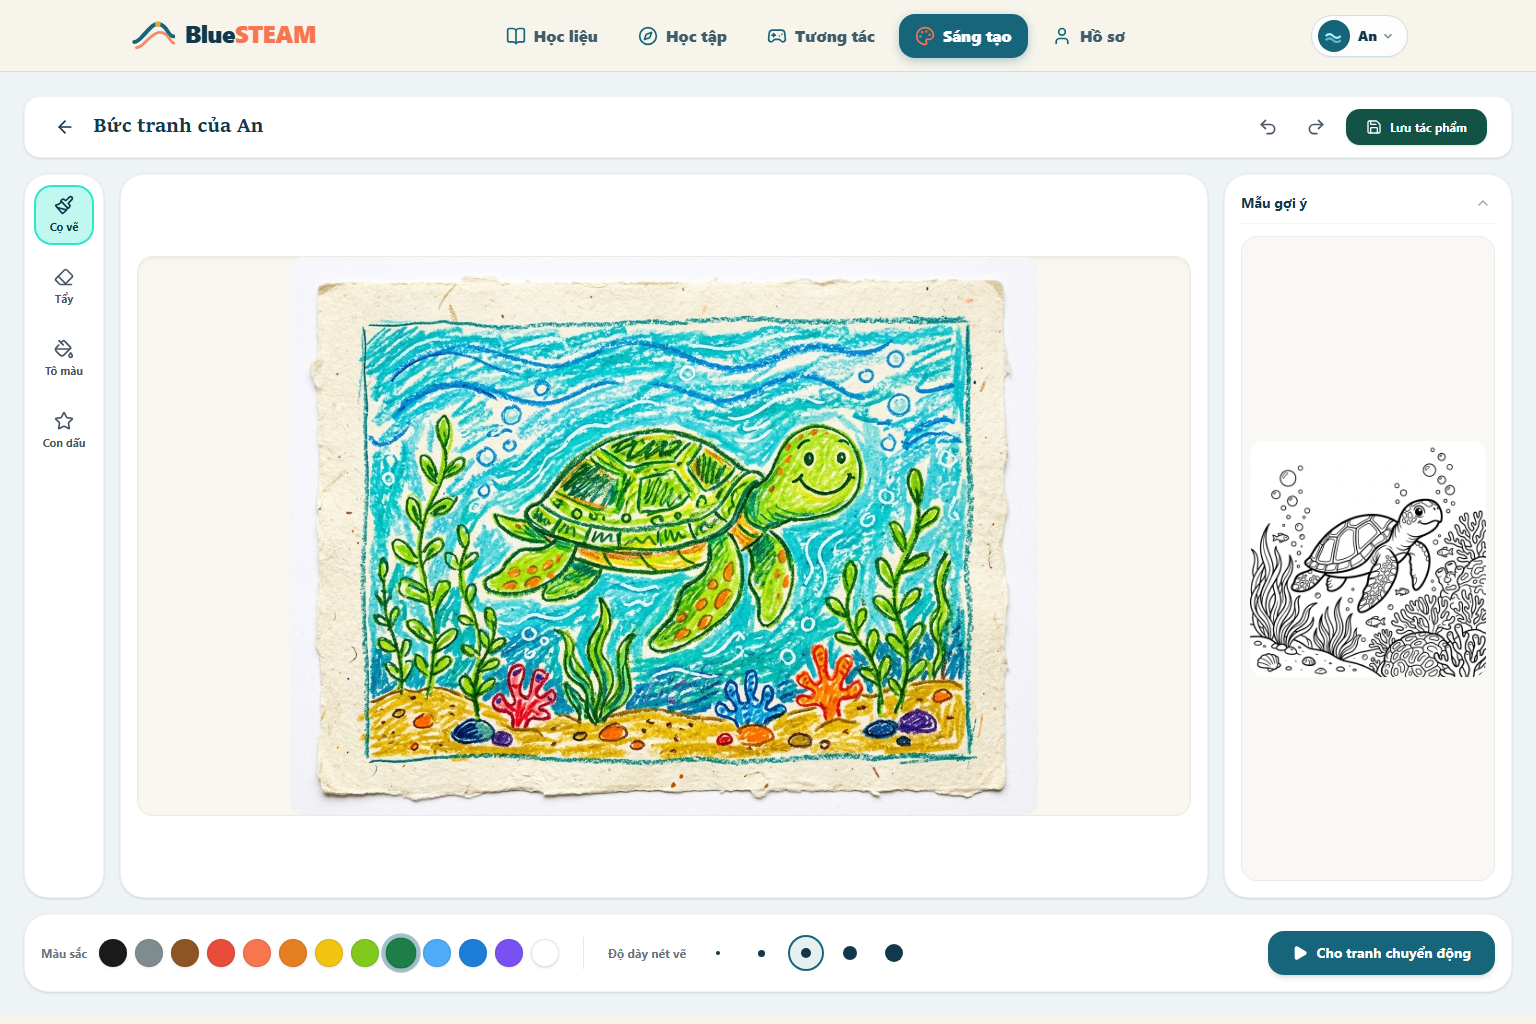 BlueSTEAM
Học liệu
Học tập
Tương tác
Sáng tạo
Hồ sơ
An
Bức tranh của An
Lưu tác phẩm
Cọ vẽ
Tẩy
Tô màu
Con dấu
Mẫu gợi ý
Màu sắc
Độ dày nét vẽ
Cho tranh chuyển động